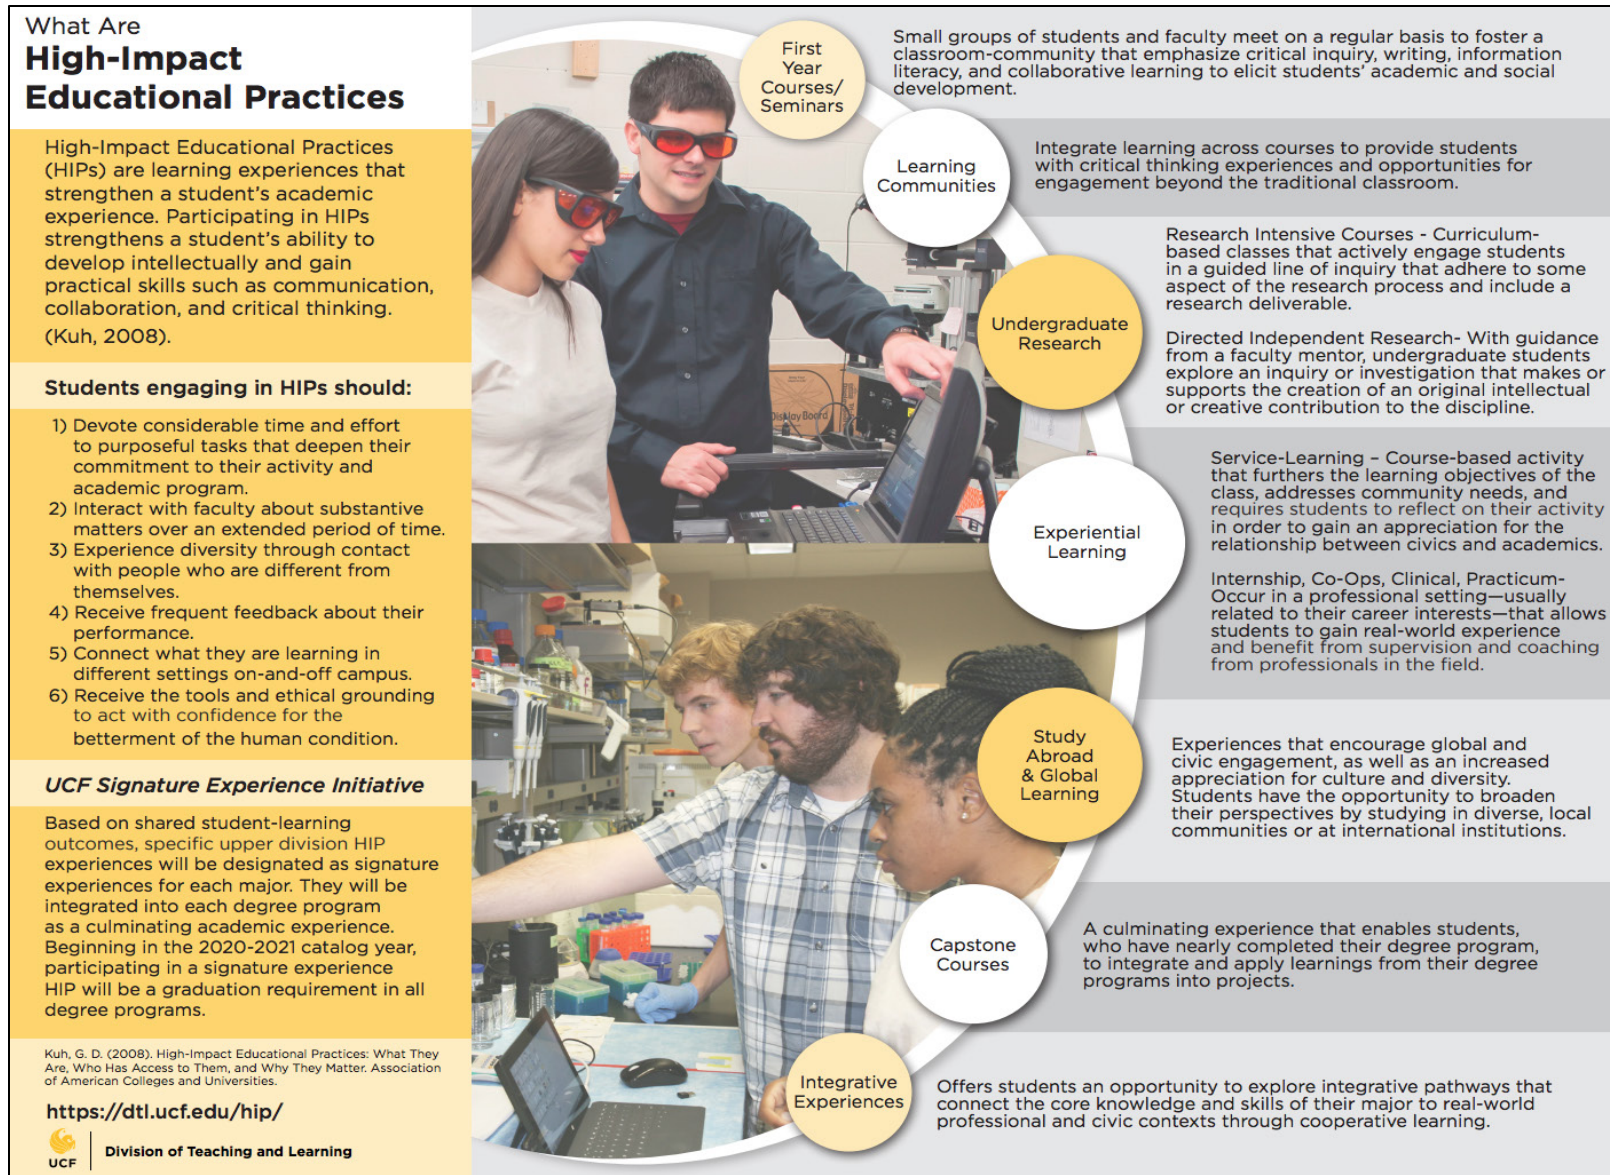 What Are
High-Impact
Educational Practices
High-Impact Educational Practices
(HIPs) are learning experiences that
strengthen a student's academic
experience. Participating in HIPs
strengthens a student's ability to
develop intellectually and gain
practical skills such as communication,
collaboration, and critical thinking.
(Kuh, 2008).
Students engaging in HIPs should:
1) Devote considerable time and effort
to purposeful tasks that deepen their
commitment to their activity and
academic program.
2) Interact with faculty about substantive
matters over an extended period of time.
3) Experience diversity through contact
with people who are different from
themselves.
4) Receive frequent feedback about their
performance.
5) Connect what they are learning in
different settings on-and-off campus.
6) Receive the tools and ethical grounding
to act with confidence for the
betterment of the human condition.
UCF Signature Experience Initiative
Based on shared student-learning
outcomes, specific upper division HIP
experiences will be designated as signature
experiences for each major. They will be
integrated into each degree program
as a culminating academic experience.
Beginning in the 2020-2021 catalog year,
participating in a signature experience
HIP will be a graduation requirement in all
degree programs.
Kuh, G. D. (2008). High-Impact Educational Practices: What They
Are, Who Has Access to Them, and Why They Matter. Association
of American Colleges and Universities.
https://dtl.ucf.edu/hip/
UCF
Division of Teaching and Learning
First
Year
Courses/
Seminars
Small groups of students and faculty meet on a regular basis to foster a
classroom-community that emphasize critical inquiry, writing, information
literacy, and collaborative learning to elicit students' academic and social
development.
Learning
Communities
Integrate learning across courses to provide students
with critical thinking experiences and opportunities for
engagement beyond the traditional classroom.
Undergraduate
Research
Research Intensive Courses - Curriculum-
based classes that actively engage students
in a guided line of inquiry that adhere to some
aspect of the research process and include a
research deliverable.
Directed Independent Research- With guidance
from a faculty mentor, undergraduate students
explore an inquiry or investigation that makes or
supports the creation of an original intellectual
or creative contribution to the discipline.
Display Board
Experiential
Learning
Service-Learning – Course-based activity
that furthers the learning objectives of the
class, addresses community needs, and
requires students to reflect on their activity
in order to gain an appreciation for the
relationship between civics and academics.
Internship, Co-Ops, Clinical, Practicum-
Occur in a professional setting—usually
related to their career interests—that allows
students to gain real-world experience
and benefit from supervision and coaching
from professionals in the field.
Study
Abroad
& Global
Learning
Experiences that encourage global and
civic engagement, as well as an increased
appreciation for culture and diversity.
Students have the opportunity to broaden
their perspectives by studying in diverse, local
communities or at international institutions.
Capstone
Courses
A culminating experience that enables students,
who have nearly completed their degree program,
to integrate and apply learnings from their degree
programs into projects.
Integrative
Experiences
Offers students an opportunity to explore integrative pathways that
connect the core knowledge and skills of their major to real-world
professional and civic contexts through cooperative learning.